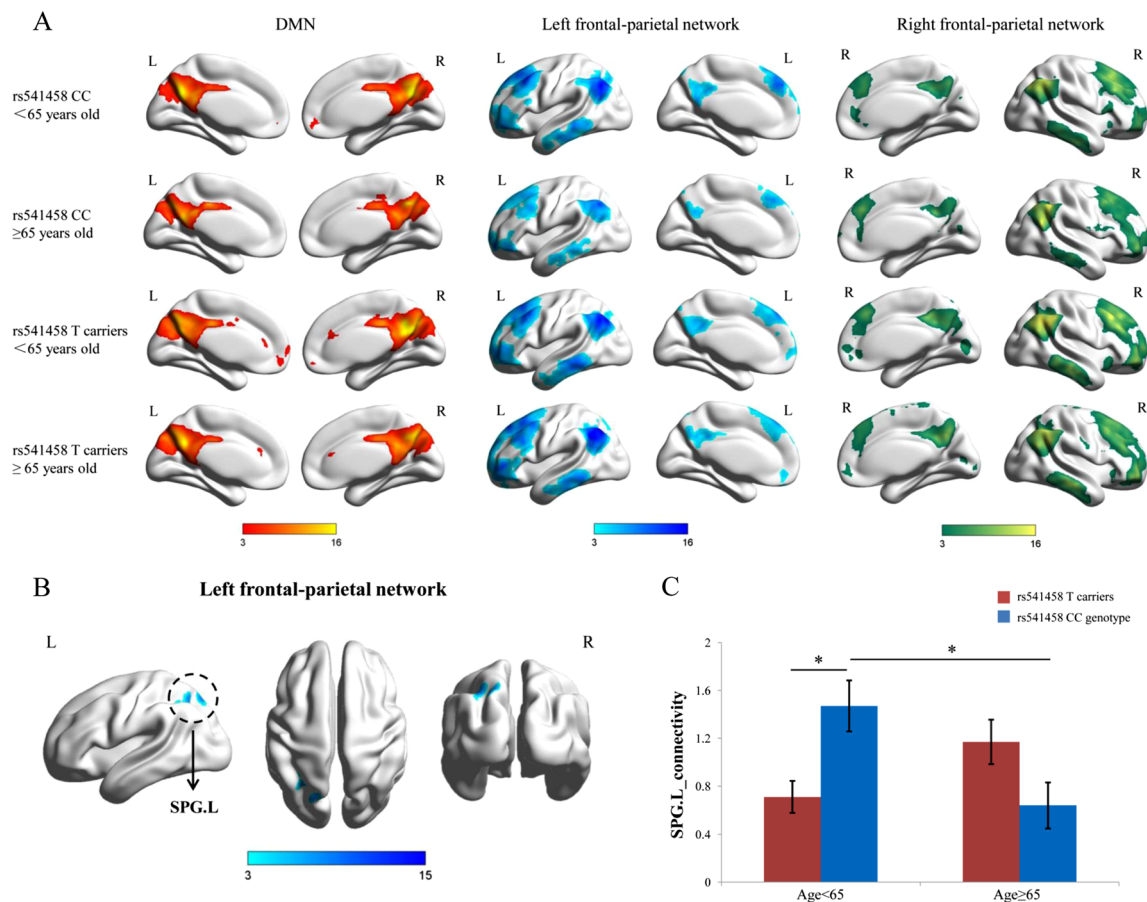 A
DMN
Left frontal-parietal network
Right frontal-parietal network
L
R
L
L
R
R
rs541458 CC
<65 years old
L
R
L
L
R
R
rs541458 CC
≥65 years old
L
R
L
L
R
R
rs541458 T carriers
<65 years old
L
R
L
L
R
R
rs541458 T carriers
≥ 65 years old
3 16
3 16
3 16
B
Left frontal-parietal network
L
R
SPG.L
3 15
C
rs541458 T carriers
rs541458 CC genotype
SPG.L_connectivity
2
1.6
1.2
0.8
0.4
0
* *
Age<65 Age≥65